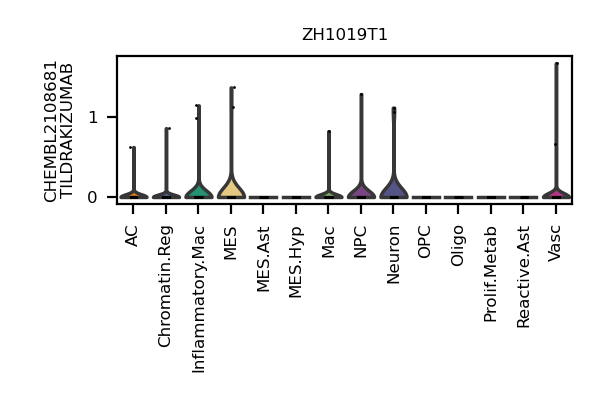 ZH1019T1
CHEMBL2108681
TILDRAKIZUMAB
1
0
AC
Chromatin.Reg
Inflammatory.Mac
MES
MES.Ast
MES.Hyp
Mac
NPC
Neuron
OPC
Oligo
Prolif.Metab
Reactive.Ast
Vasc